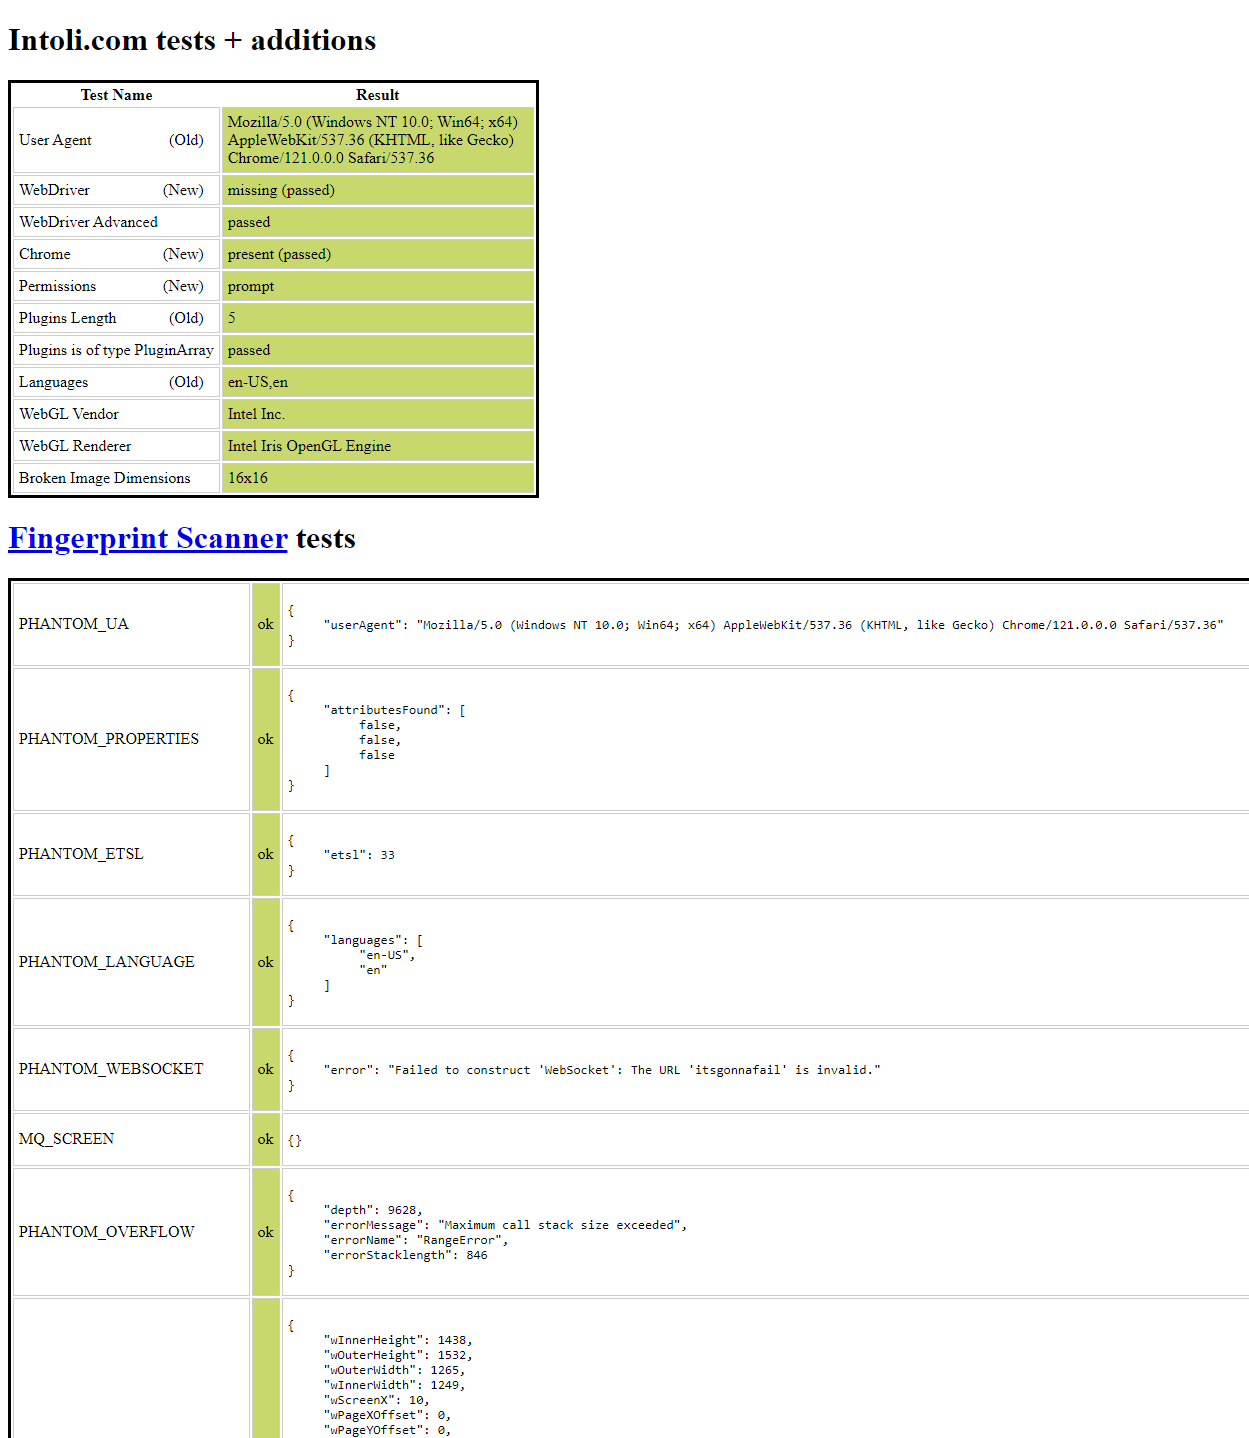 Intoli.com tests + additions
Test Name Result
User Agent (Old) Mozilla/5.0 (Windows NT 10.0; Win64; x64)
AppleWebKit/537.36 (KHTML, like Gecko)
Chrome/121.0.0.0 Safari/537.36
WebDriver (New) missing (passed)
WebDriver Advanced passed
Chrome (New) present (passed)
Permissions (New) prompt
Plugins Length (Old) 5
Plugins is of type PluginArray passed
Languages (Old) en-US,en
WebGL Vendor Intel Inc.
WebGL Renderer Intel Iris OpenGL Engine
Broken Image Dimensions 16x16
Fingerprint Scanner tests
PHANTOM_UA ok {
"userAgent": "Mozilla/5.0 (Windows NT 10.0; Win64; x64) AppleWebKit/537.36 (KHTML, like Gecko) Chrome/121.0.0.0 Safari/537.36"
}
PHANTOM_PROPERTIES ok {
"attributesFound": [
false,
false,
false
]
}
PHANTOM_ETSL ok {
"etsl": 33
}
PHANTOM_LANGUAGE ok {
"languages": [
"en-US",
"en"
]
}
PHANTOM_WEBSOCKET ok {
"error": "Failed to construct 'WebSocket': The URL 'itsgonnafail' is invalid."
}
MQ_SCREEN ok {}
PHANTOM_OVERFLOW ok {
"depth": 9628,
"errorMessage": "Maximum call stack size exceeded",
"errorName": "RangeError",
"errorStacklength": 846
}
{
"wInnerHeight": 1438,
"wOuterHeight": 1532,
"wOuterWidth": 1265,
"wInnerWidth": 1249,
"wScreenX": 10,
"wPageXOffset": 0,
"wPageYOffset": 0,